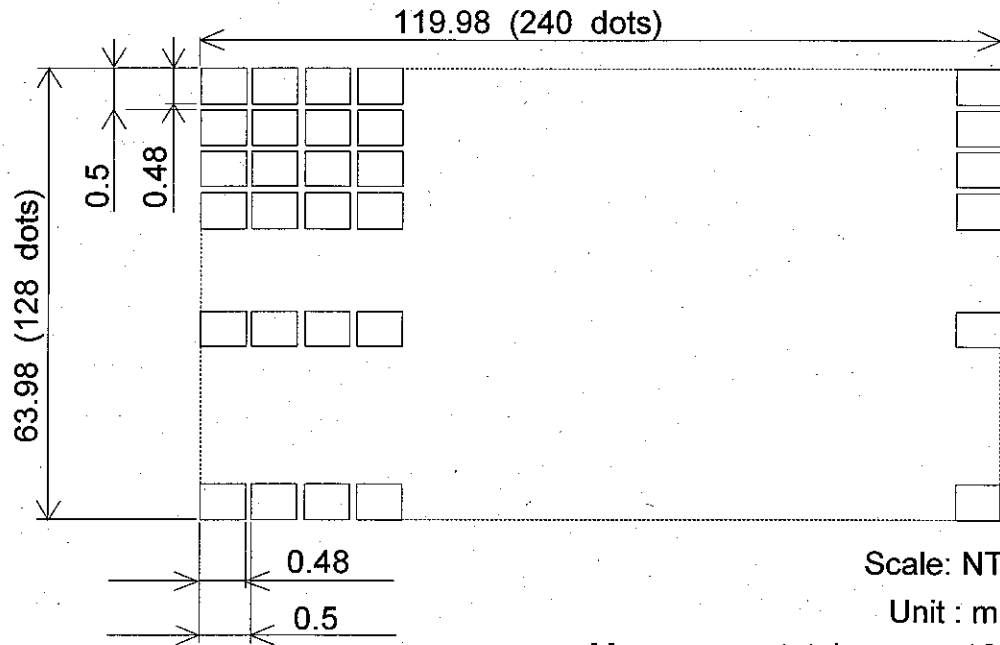 119.98 (240 dots)
0.5
0.48
63.98 (128 dots)
0.48
0.5
Scale: NT
Unit : m